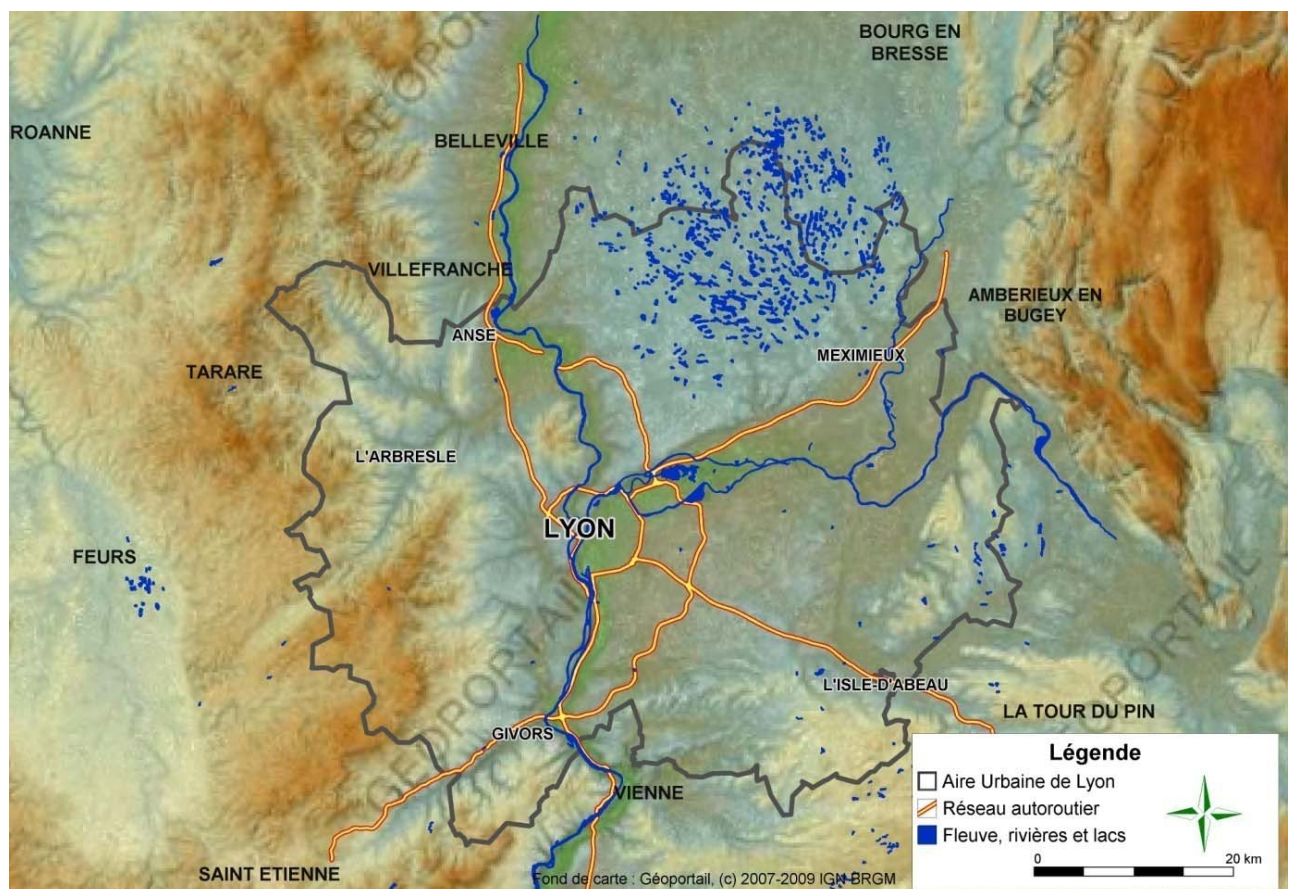 BOURG EN
BRESSE
ROANNE
BELLEVILLE
VILLEFRANCHE
AMBERIEUX EN
BUGEY
ANSE
MEXIMIEUX
TARARE
L'ARBRESLE
LYON
FEURS
L'ISLE-D'ABEAU
LA TOUR DU PIN
GIVORS
VIENNE
SAINT ETIENNE
Légende
Aire Urbaine de Lyon
Réseau autoroutier
Fleuve, rivières et lacs
0 20 km
Fond de carte : Géoportail, (c) 2007-2009 IGN-BRGM
GEOPORTAIL
GEOPORTAIL
GEOPORTAIL